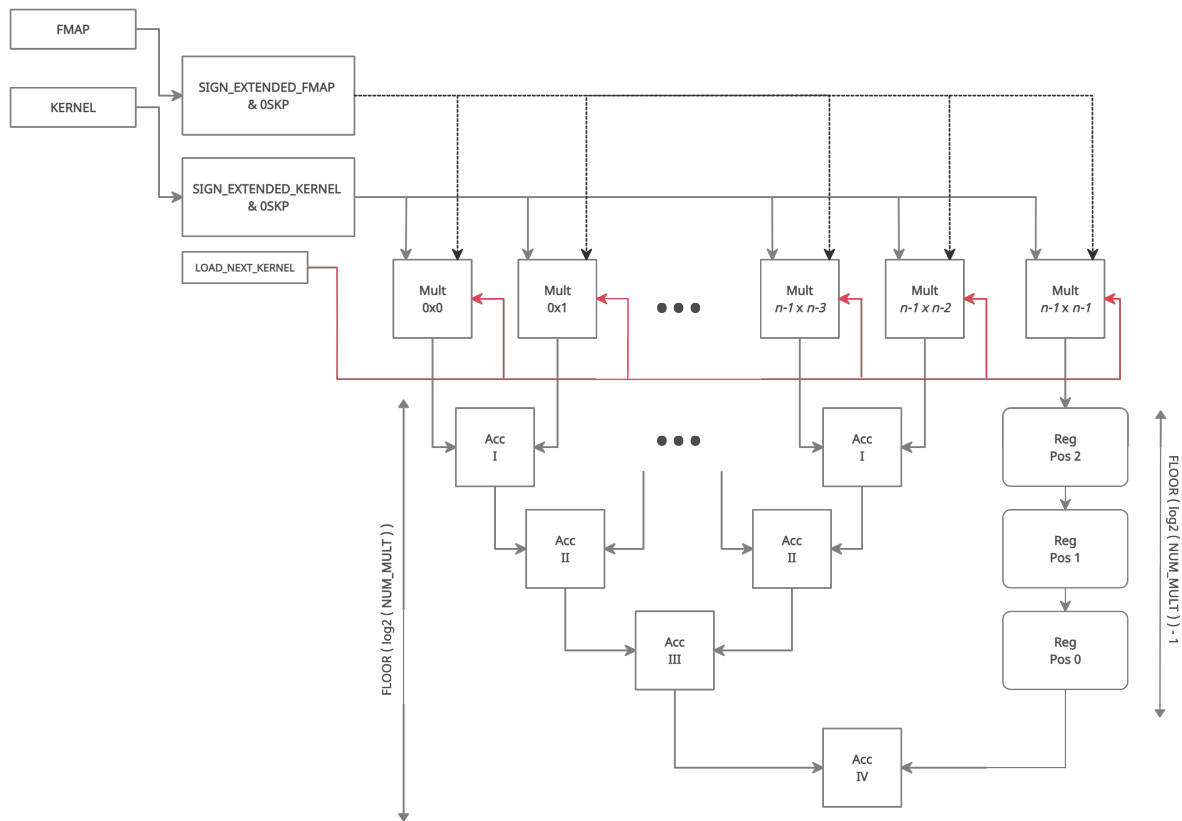 FMAP
SIGN_EXTENDED_FMAP
& 0SKP
KERNEL
SIGN_EXTENDED_KERNEL
& 0SKP
LOAD_NEXT_KERNEL
Mult
0x0
Mult
0x1
Mult
n-1 x n-3
Mult
n-1 x n-2
Mult
n-1 x n-1
Acc
I
Acc
I
Reg
Pos 2
Acc
II
Acc
II
Reg
Pos 1
Acc
III
Reg
Pos 0
Acc
IV
FLOOR ( log2 ( NUM_MULT ) )
FLOOR ( log2 ( NUM_MULT ) ) - 1